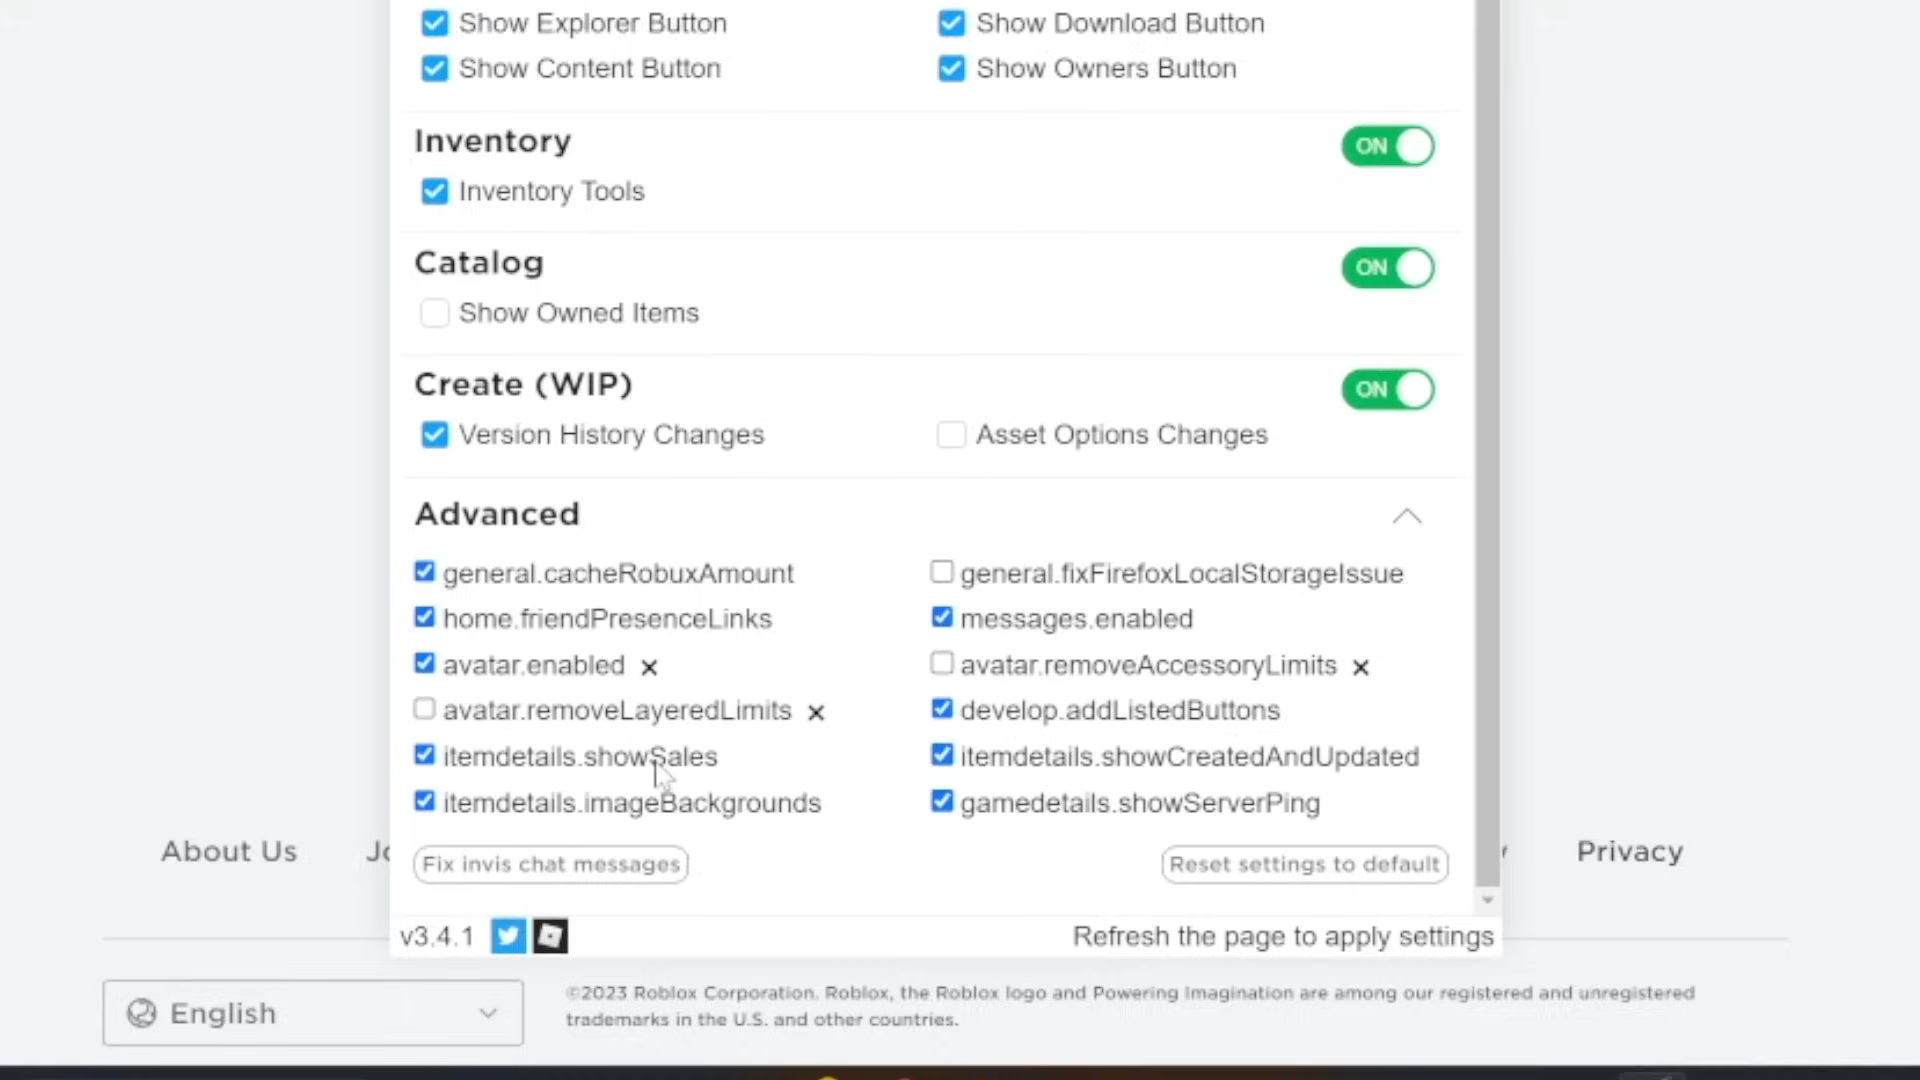 Show Explorer Button Show Download Button
Show Content Button Show Owners Button
Inventory ON
Inventory Tools
Catalog ON
Show Owned Items
Create (WIP) ON
Version History Changes Asset Options Changes
Advanced
general.cacheRobuxAmount general.fixFirefoxLocalStorageIssue
home.friendPresenceLinks messages.enabled
avatar.enabled × avatar.removeAccessoryLimits ×
avatar.removeLayeredLimits × develop.addListedButtons
itemdetails.showSales itemdetails.showCreatedAndUpdated
itemdetails.imageBackgrounds gamedetails.showServerPing
About Us Privacy
Fix invis chat messages Reset settings to default
v3.4.1 Refresh the page to apply settings
English
©2023 Roblox Corporation. Roblox, the Roblox logo and Powering Imagination are among our registered and unregistered
trademarks in the U.S. and other countries.